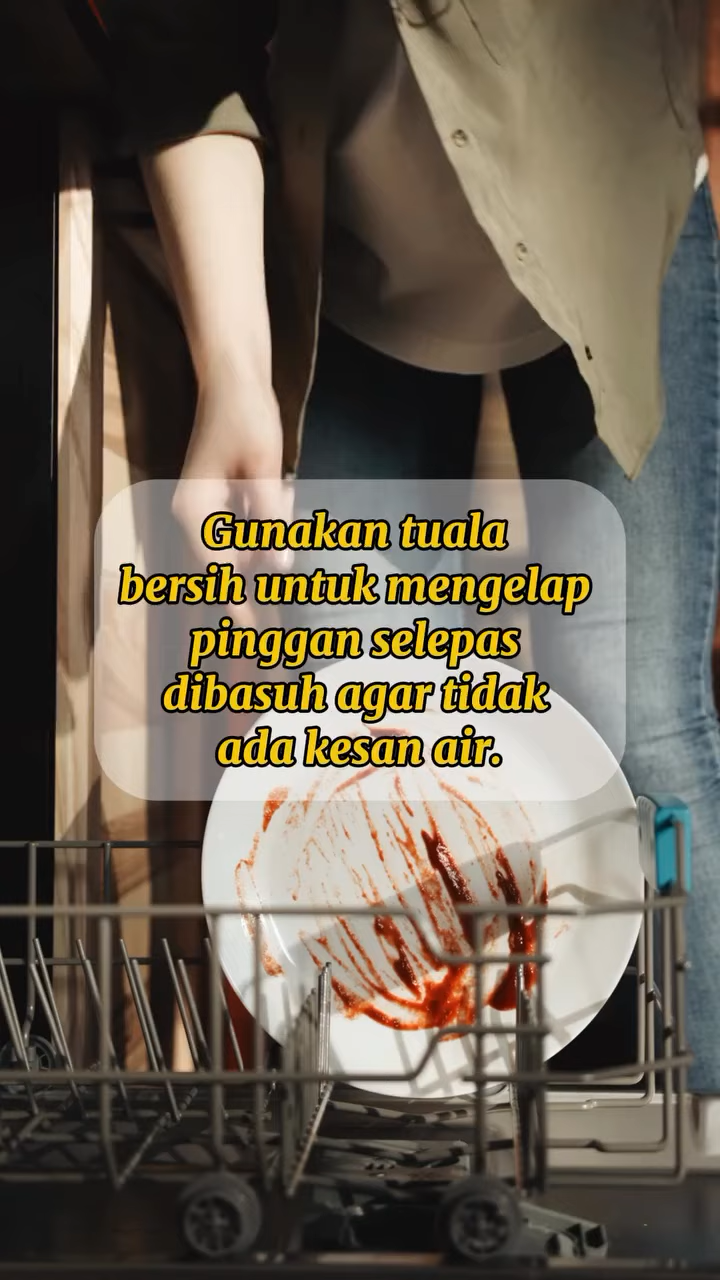 Gunakan tuala
bersih untuk mengelap
pinggan selepas
dibasuh agar tidak
ada kesan air.